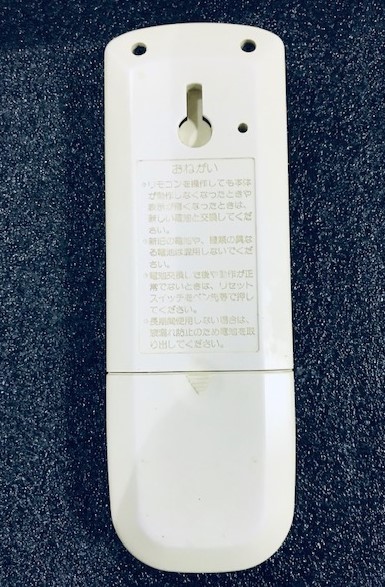 おねがい
•リモコンを操作しても本体
が動作しなくなったときや
表示が薄くなったときは、
新しい電池と交換してくだ
さい。
•新旧の電池や、種類の異な
る電池は混用しないでくだ
さい。
•電池交換した後や動作が正
常でないときは、リセット
スイッチをペン先等で押し
てください。
•長期間使用しない場合は、
液漏れ防止のため電池を取
り出してください。